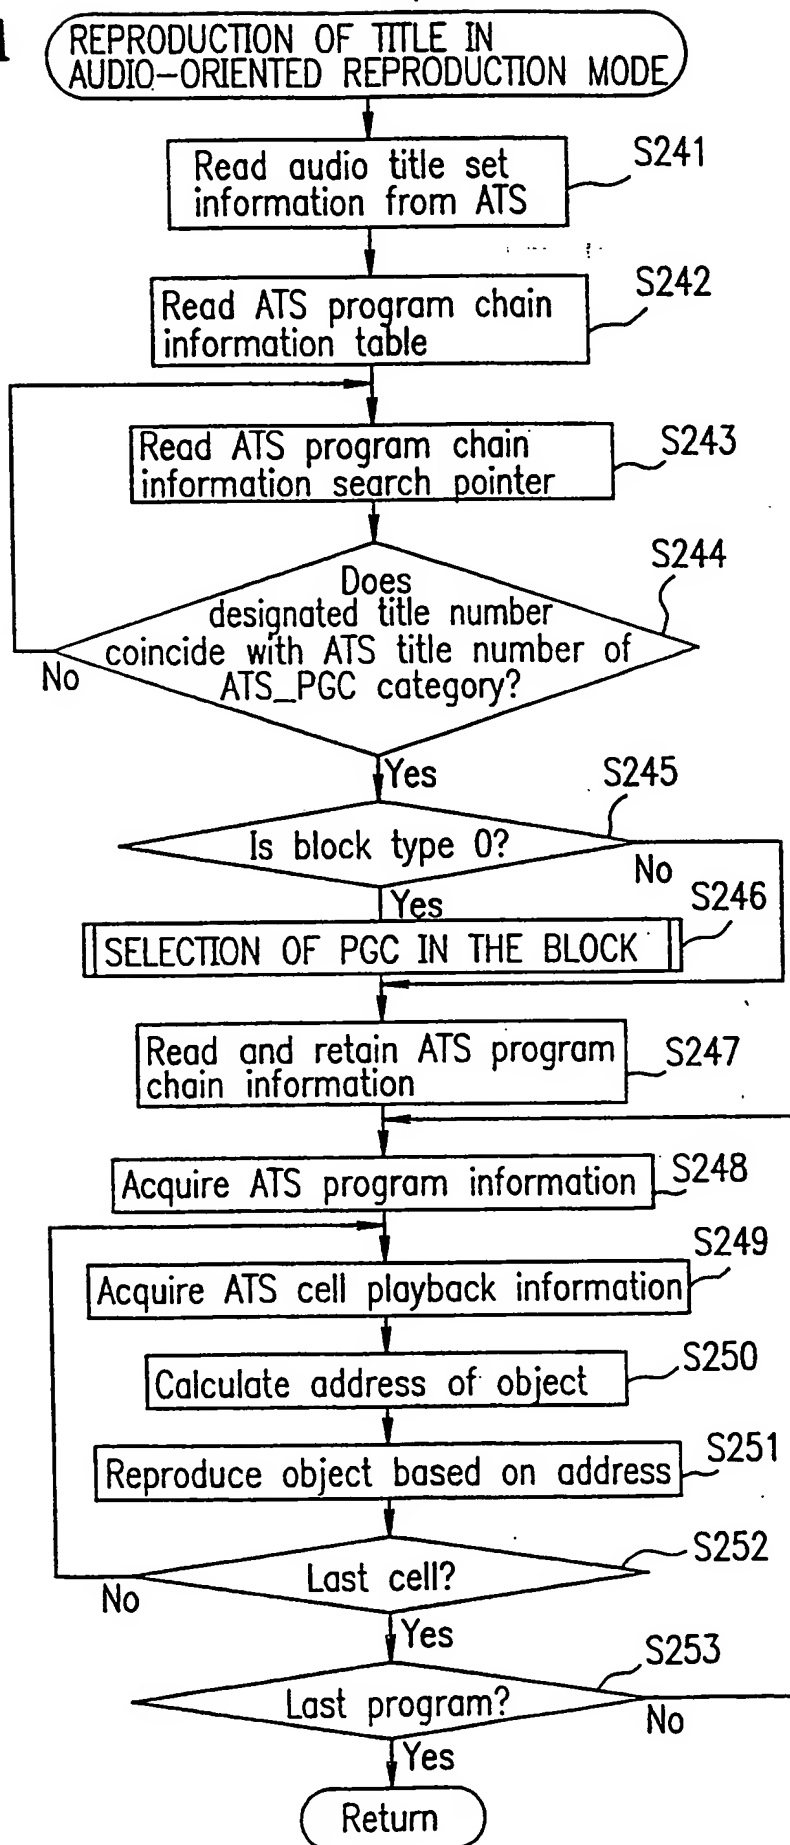 REPRODUCTION OF TITLE IN
AUDIO-ORIENTED REPRODUCTION MODE
Read audio title set
information from ATS
S241
Read ATS program chain
information table
S242
Read ATS program chain
information search pointer
S243
Does
designated title number
coincide with ATS title number of
ATS_PGC category?
S244
No
Yes
Is block type 0?
S245
No
Yes
SELECTION OF PGC IN THE BLOCK
S246
Read and retain ATS program
chain information
S247
Acquire ATS program information
S248
Acquire ATS cell playback information
S249
Calculate address of object
S250
Reproduce object based on address
S251
Last cell?
S252
No
Yes
Last program?
S253
No
Yes
Return